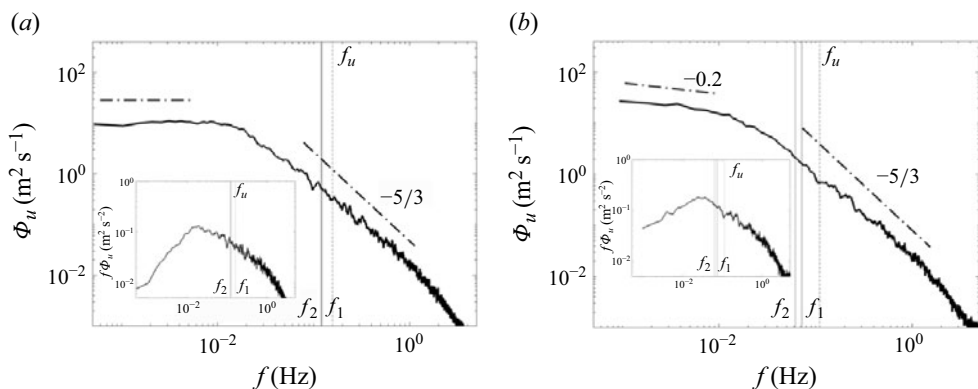 (a)
f_u
10^2
10^0
10^-2
Φ_u (m^2 s^-1)
−5/3
10^0
10^-1
10^-2
fΦ_u (m^2 s^-2)
f_u
f_2 f_1
10^-2 10^0
f_2 f_1
10^-2 10^0
f (Hz)
(b)
f_u
−0.2
10^2
10^0
10^-2
Φ_u (m^2 s^-1)
−5/3
10^0
10^-1
10^-2
fΦ_u (m^2 s^-2)
f_u
f_2 f_1
10^-2 10^0
f_2 f_1
10^-2 10^0
f (Hz)